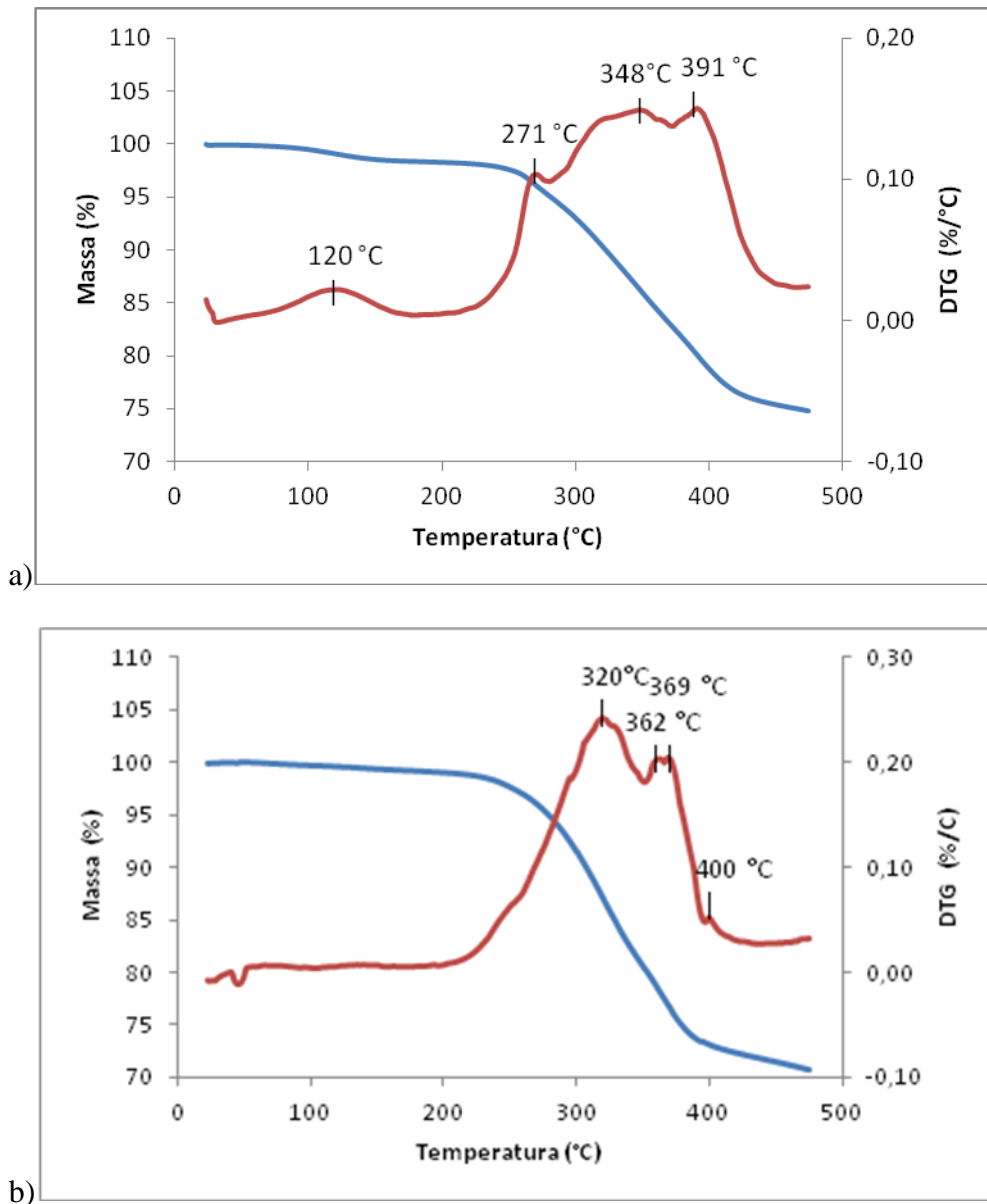 110
105
100
95
90
85
80
75
70
Massa (%)
0,20
0,10
0,00
-0,10
DTG (%/°C)
120 °C
271 °C
348°C
391 °C
0
100
200
300
400
500
Temperatura (°C)
a)
110
105
100
95
90
85
80
75
70
Massa (%)
0,30
0,20
0,10
0,00
-0,10
DTG (%/C)
320°C
369 °C
362 °C
400 °C
0
100
200
300
400
500
Temperatura (°C)
b)